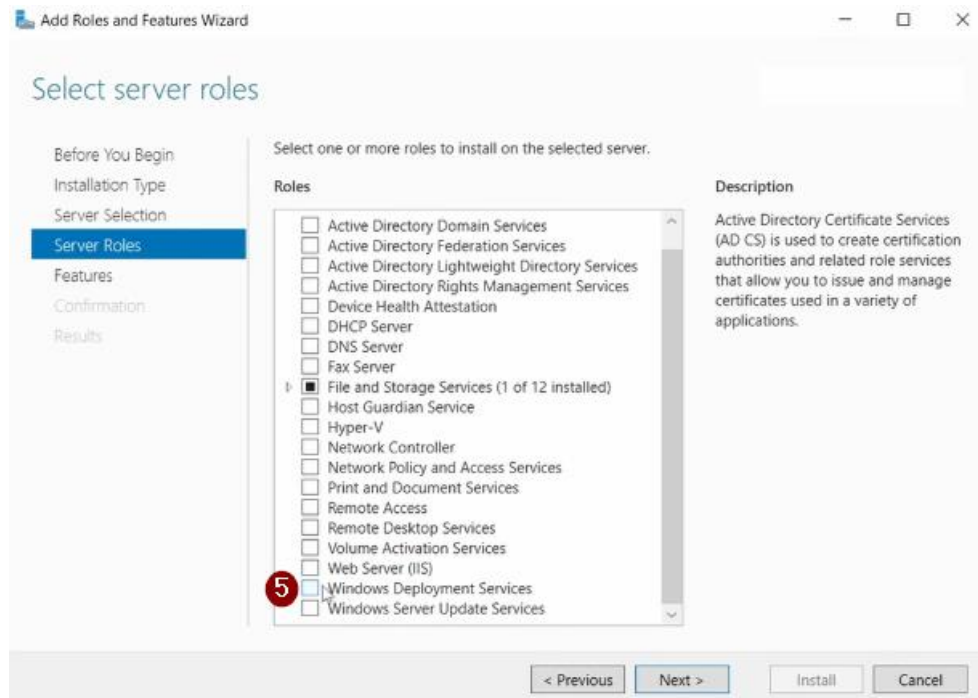 Add Roles and Features Wizard
Select server roles
Before You Begin
Installation Type
Server Selection
Server Roles
Features
Confirmation
Results
Select one or more roles to install on the selected server.
Roles
Active Directory Domain Services
Active Directory Federation Services
Active Directory Lightweight Directory Services
Active Directory Rights Management Services
Device Health Attestation
DHCP Server
DNS Server
Fax Server
File and Storage Services (1 of 12 installed)
Host Guardian Service
Hyper-V
Network Controller
Network Policy and Access Services
Print and Document Services
Remote Access
Remote Desktop Services
Volume Activation Services
Web Server (IIS)
5 Windows Deployment Services
Windows Server Update Services
Description
Active Directory Certificate Services
(AD CS) is used to create certification
authorities and related role services
that allow you to issue and manage
certificates used in a variety of
applications.
< Previous
Next >
Install
Cancel